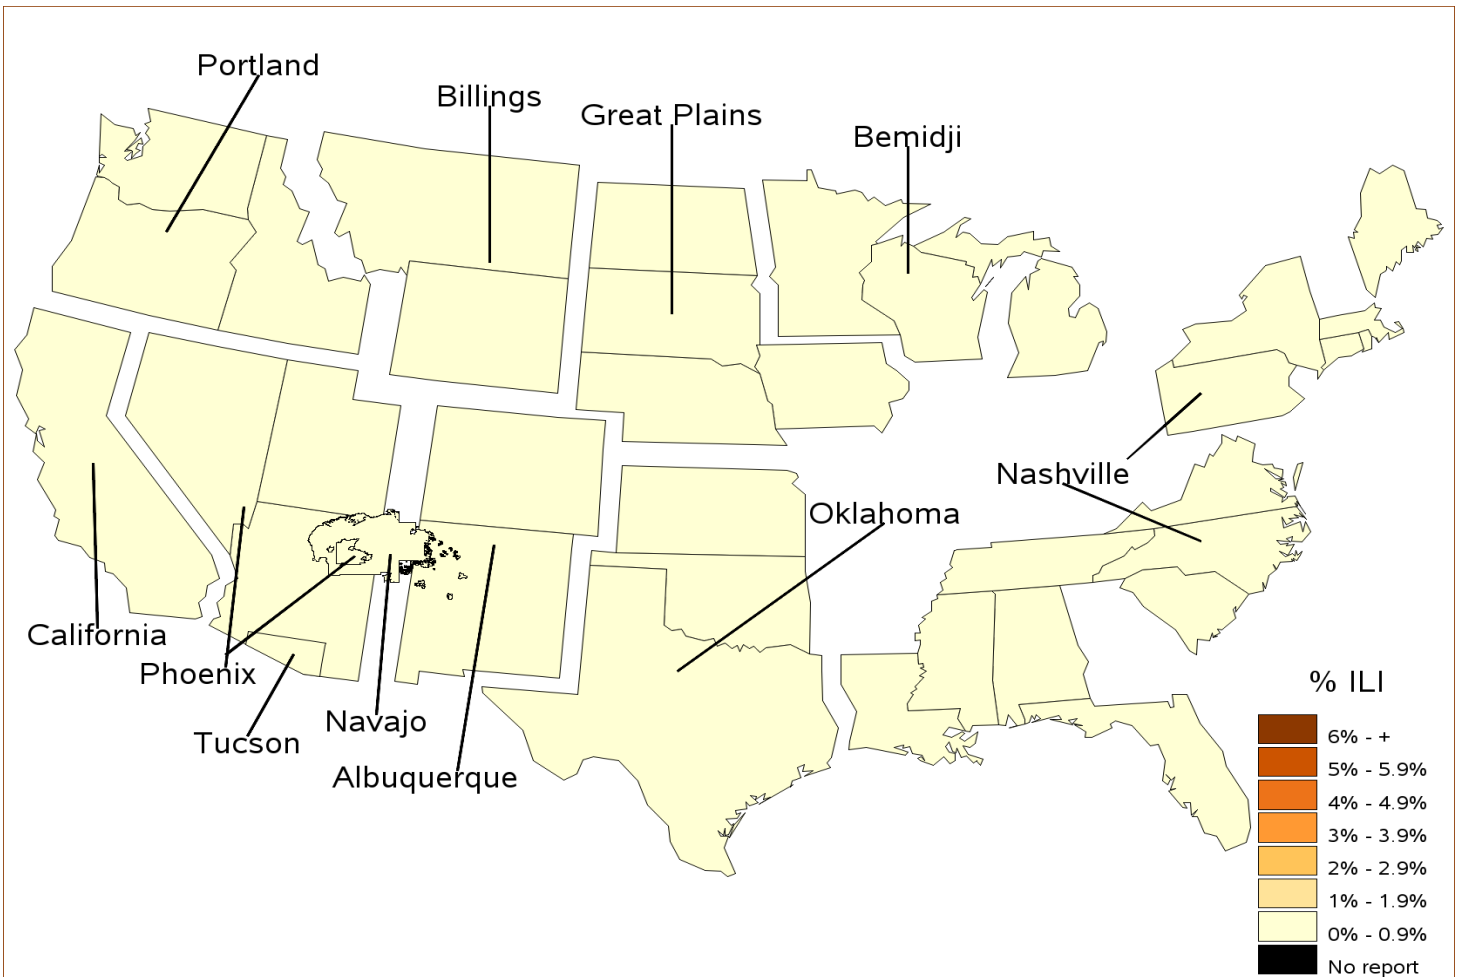 Portland
Billings
Great Plains
Bemidji
Nashville
Oklahoma
California
Phoenix
Navajo
Tucson
Albuquerque
% ILI
6% - +
5% - 5.9%
4% - 4.9%
3% - 3.9%
2% - 2.9%
1% - 1.9%
0% - 0.9%
No report